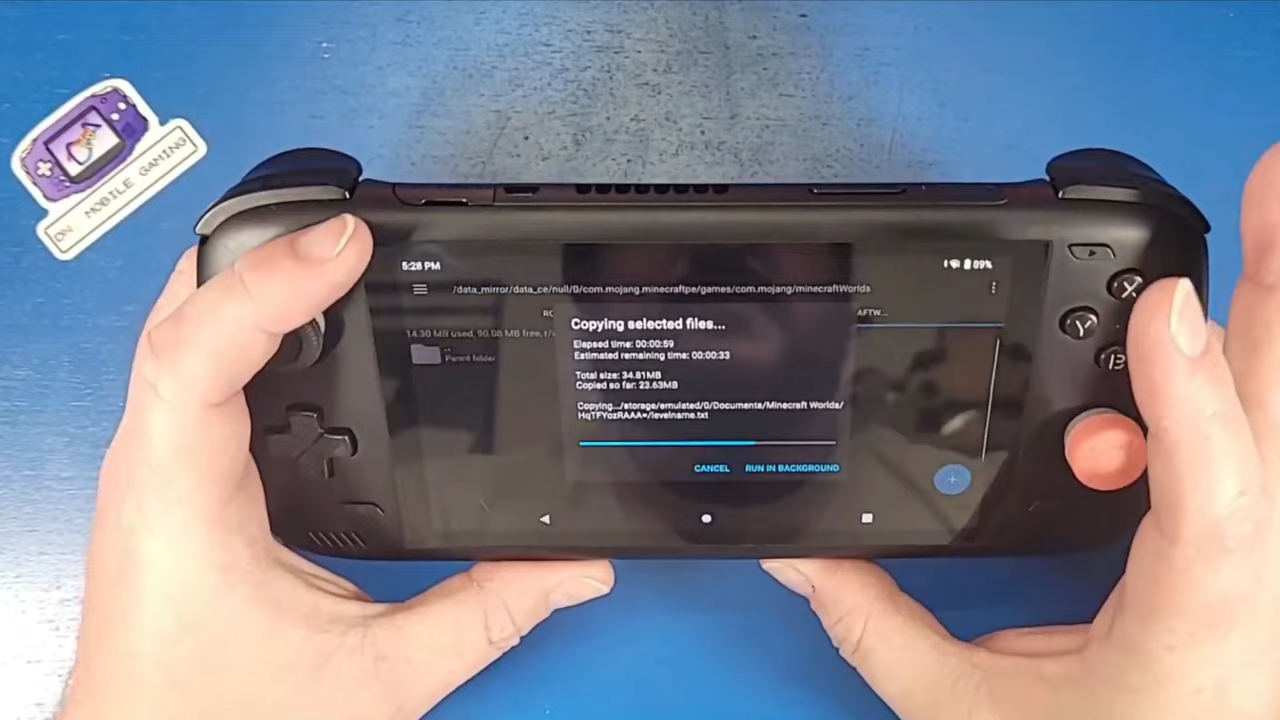 ON MOBILE GAMING
5:28 PM
89%
/data_mirror/data_ce/null/0/com.mojang.minecraftpe/games/com.mojang/minecraftWorlds
RO
AFTW...
14.30 MB used, 90.08 MB free, r/
..
Parent folder
Copying selected files...
Elapsed time: 00:00:59
Estimated remaining time: 00:00:33
Total size: 34.81MB
Copied so far: 23.63MB
Copying.../storage/emulated/0/Documents/Minecraft Worlds/
HqTFYozRAAA=/levelname.txt
CANCEL
RUN IN BACKGROUND
X
Y
B